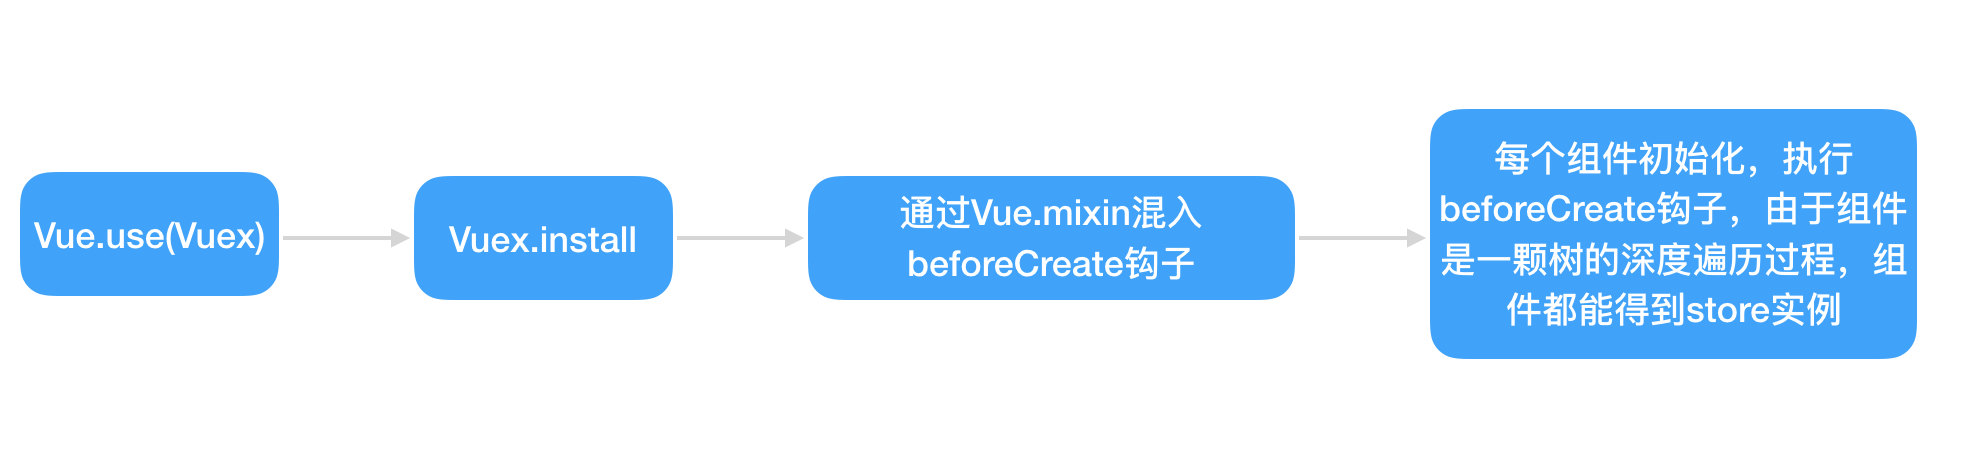 Vue.use(Vuex)
Vuex.install
通过Vue.mixin混入
beforeCreate钩子
每个组件初始化，执行
beforeCreate钩子，由于组件
是一颗树的深度遍历过程，组
件都能得到store实例